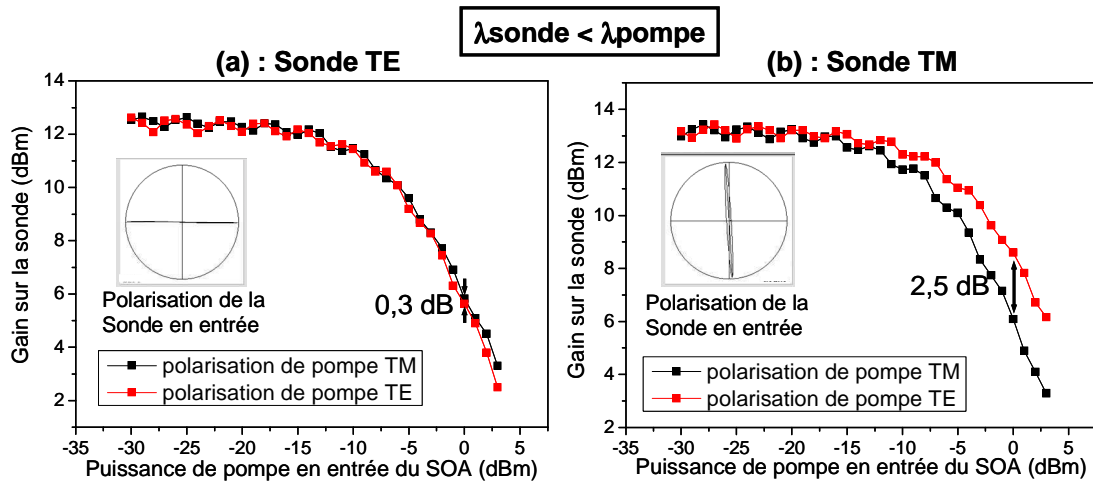 λsonde < λpompe
(a) : Sonde TE
Gain sur la sonde (dBm)
14
12
10
8
6
4
2
Polarisation de la
Sonde en entrée
0,3 dB
polarisation de pompe TM
polarisation de pompe TE
-35 -30 -25 -20 -15 -10 -5 0 5
Puissance de pompe en entrée du SOA (dBm)
(b) : Sonde TM
Gain sur la sonde (dBm)
14
12
10
8
6
4
2
Polarisation de la
Sonde en entrée
2,5 dB
polarisation de pompe TM
polarisation de pompe TE
-35 -30 -25 -20 -15 -10 -5 0 5
Puissance de pompe en entrée du SOA (dBm)